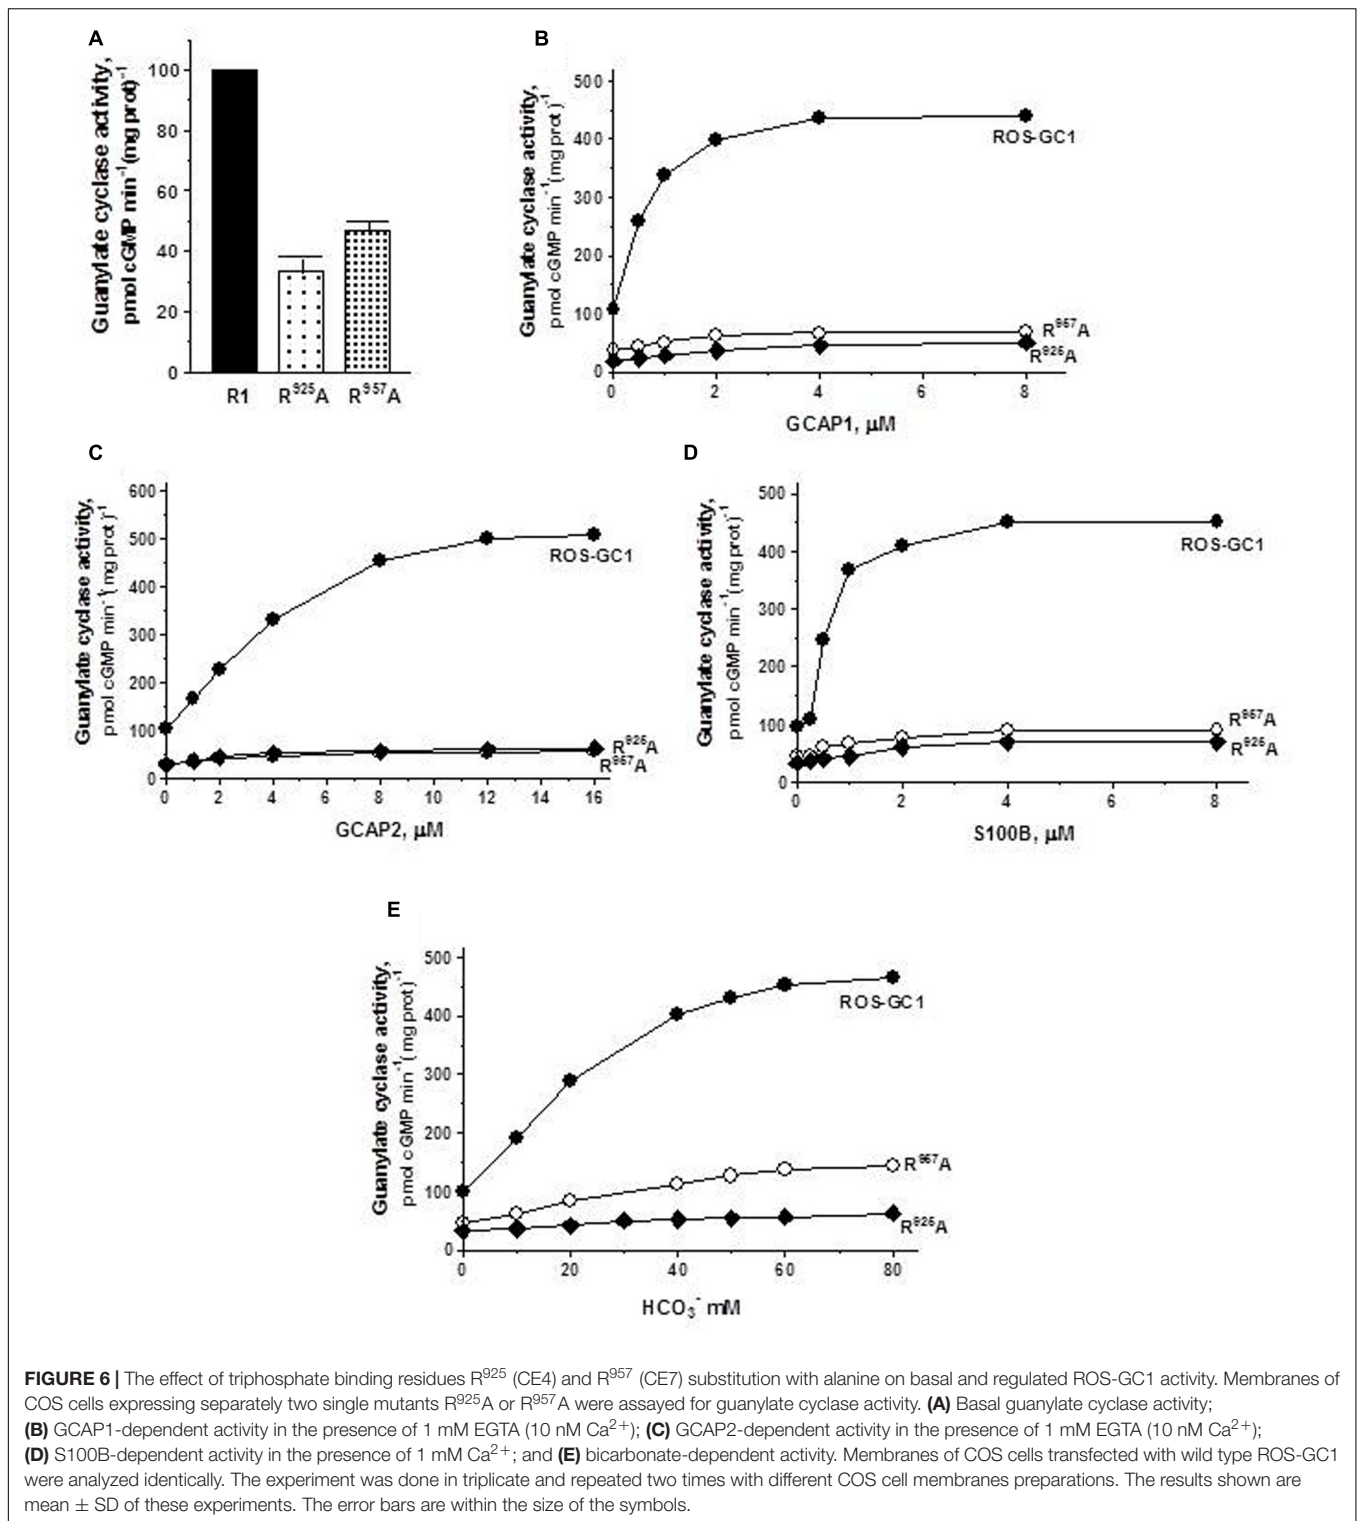 A
Guanylate cyclase activity,
pmol cGMP min⁻¹(mg prot)⁻¹
100
80
60
40
20
0
R1
R⁹²⁵A
R⁹⁵⁷A
B
Guanylate cyclase activity,
pmol cGMP min⁻¹(mg prot)⁻¹
500
400
300
200
100
0
0
2
4
6
8
ROS-GC1
R⁹⁵⁷A
R⁹²⁵A
GCAP1, μM
C
Guanylate cyclase activity,
pmol cGMP min⁻¹(mg prot)⁻¹
600
500
400
300
200
100
0
0
2
4
6
8
10
12
14
16
ROS-GC1
R⁹²⁵A
R⁹⁵⁷A
GCAP2, μM
D
Guanylate cyclase activity,
pmol cGMP min⁻¹(mg prot)⁻¹
500
400
300
200
100
0
0
2
4
6
8
ROS-GC1
R⁹⁵⁷A
R⁹²⁵A
S100B, μM
E
Guanylate cyclase activity,
pmol cGMP min⁻¹(mg prot)⁻¹
500
400
300
200
100
0
0
20
40
60
80
ROS-GC1
R⁹⁵⁷A
R⁹²⁵A
HCO₃⁻ mM
FIGURE 6 | The effect of triphosphate binding residues R⁹²⁵ (CE4) and R⁹⁵⁷ (CE7) substitution with alanine on basal and regulated ROS-GC1 activity. Membranes of
COS cells expressing separately two single mutants R⁹²⁵A or R⁹⁵⁷A were assayed for guanylate cyclase activity. (A) Basal guanylate cyclase activity;
(B) GCAP1-dependent activity in the presence of 1 mM EGTA (10 nM Ca²⁺); (C) GCAP2-dependent activity in the presence of 1 mM EGTA (10 nM Ca²⁺);
(D) S100B-dependent activity in the presence of 1 mM Ca²⁺; and (E) bicarbonate-dependent activity. Membranes of COS cells transfected with wild type ROS-GC1
were analyzed identically. The experiment was done in triplicate and repeated two times with different COS cell membranes preparations. The results shown are
mean ± SD of these experiments. The error bars are within the size of the symbols.